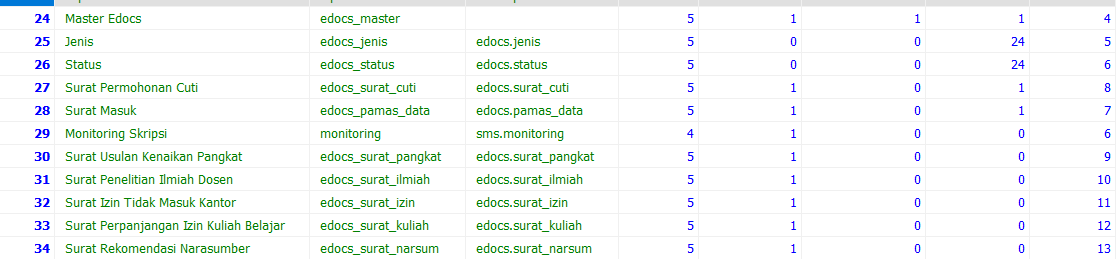 24 Master Edocs edocs_master 5 1 1 1 4
25 Jenis edocs_jenis edocs.jenis 5 0 0 24 5
26 Status edocs_status edocs.status 5 0 0 24 6
27 Surat Permohonan Cuti edocs_surat_cuti edocs.surat_cuti 5 1 0 1 8
28 Surat Masuk edocs_pamas_data edocs.pamas_data 5 1 0 1 7
29 Monitoring Skripsi monitoring sms.monitoring 4 1 0 0 6
30 Surat Usulan Kenaikan Pangkat edocs_surat_pangkat edocs.surat_pangkat 5 1 0 0 9
31 Surat Penelitian Ilmiah Dosen edocs_surat_ilmiah edocs.surat_ilmiah 5 1 0 0 10
32 Surat Izin Tidak Masuk Kantor edocs_surat_izin edocs.surat_izin 5 1 0 0 11
33 Surat Perpanjangan Izin Kuliah Belajar edocs_surat_kuliah edocs.surat_kuliah 5 1 0 0 12
34 Surat Rekomendasi Narasumber edocs_surat_narsum edocs.surat_narsum 5 1 0 0 13